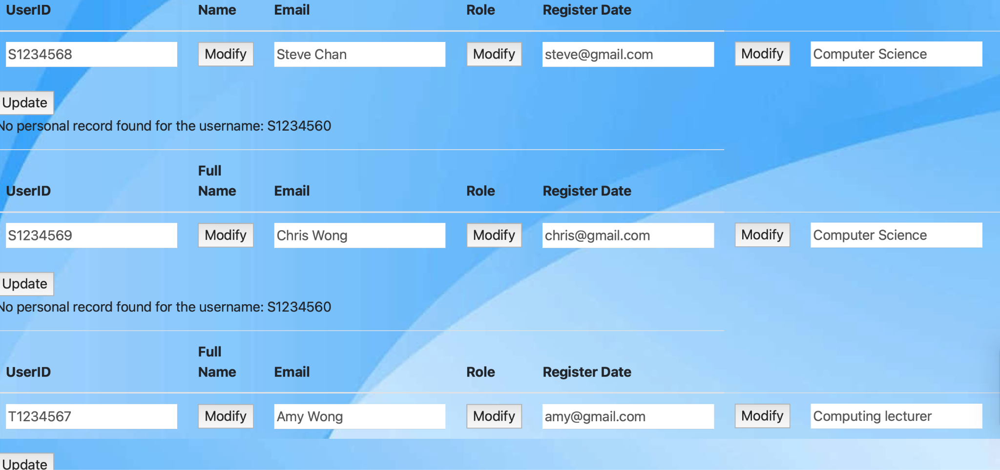 UserID Name Email Role Register Date
S1234568 Modify Steve Chan Modify steve@gmail.com Modify Computer Science
Update
No personal record found for the username: S1234560
Full
UserID Name Email Role Register Date
S1234569 Modify Chris Wong Modify chris@gmail.com Modify Computer Science
Update
No personal record found for the username: S1234560
Full
UserID Name Email Role Register Date
T1234567 Modify Amy Wong Modify amy@gmail.com Modify Computing lecturer
Update